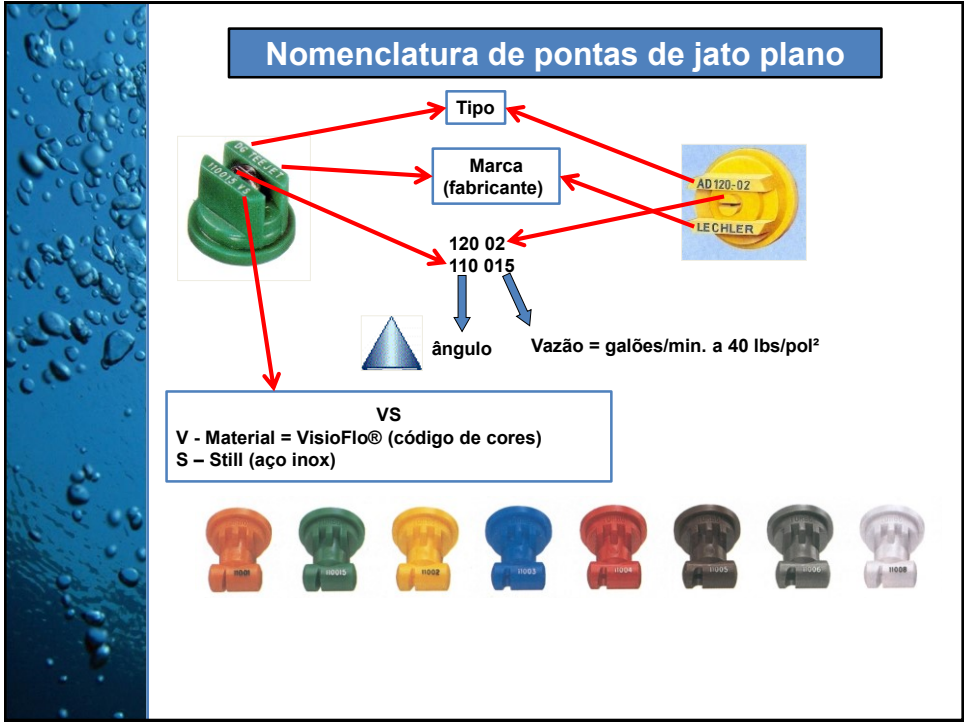 Nomenclatura de pontas de jato plano
Tipo
DG TEEJET
110015 VS
Marca
(fabricante)
AD120-02
LECHLER
120 02
110 015
ângulo
Vazão = galões/min. a 40 lbs/pol²
VS
V - Material = VisioFlo® (código de cores)
S – Still (aço inox)
11001
110015
11002
11003
11004
11005
11006
11008